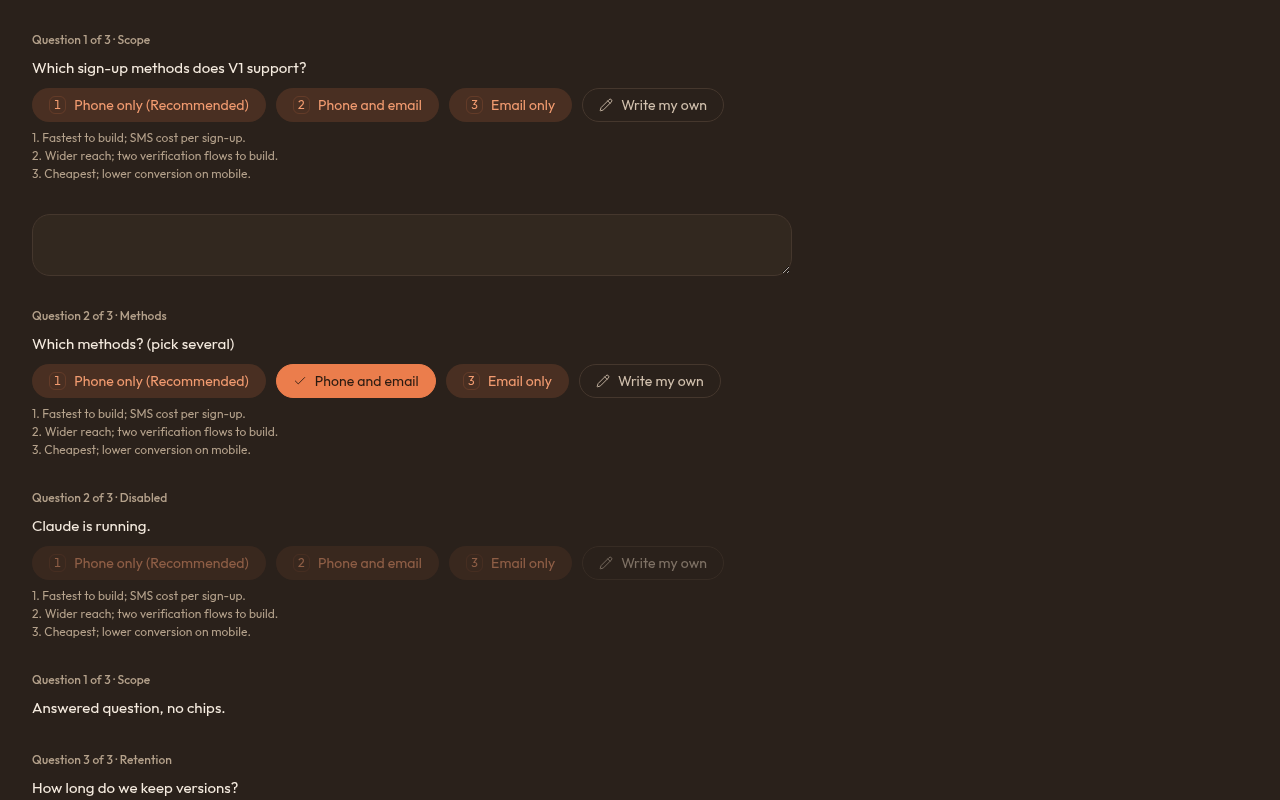 Question 1 of 3 · Scope
Which sign-up methods does V1 support?
1 Phone only (Recommended) 2 Phone and email 3 Email only Write my own
1. Fastest to build; SMS cost per sign-up.
2. Wider reach; two verification flows to build.
3. Cheapest; lower conversion on mobile.
Question 2 of 3 · Methods
Which methods? (pick several)
1 Phone only (Recommended) Phone and email 3 Email only Write my own
1. Fastest to build; SMS cost per sign-up.
2. Wider reach; two verification flows to build.
3. Cheapest; lower conversion on mobile.
Question 2 of 3 · Disabled
Claude is running.
1 Phone only (Recommended) 2 Phone and email 3 Email only Write my own
1. Fastest to build; SMS cost per sign-up.
2. Wider reach; two verification flows to build.
3. Cheapest; lower conversion on mobile.
Question 1 of 3 · Scope
Answered question, no chips.
Question 3 of 3 · Retention
How long do we keep versions?